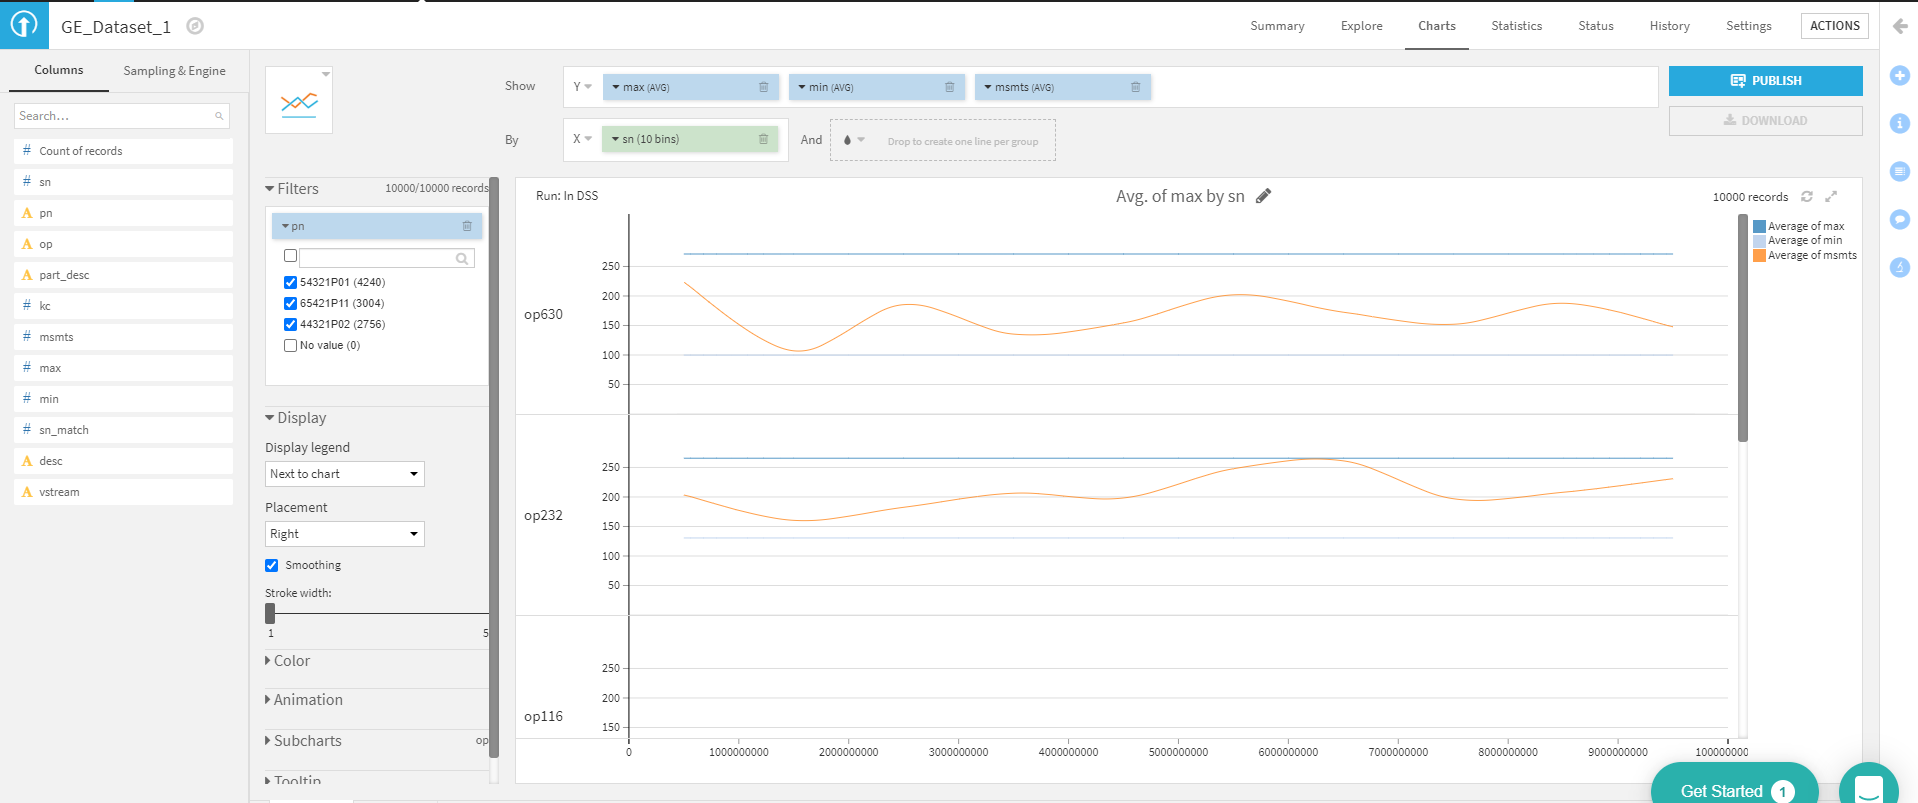 GE_Dataset_1
Summary Explore Charts Statistics Status History Settings ACTIONS
Columns Sampling & Engine
Search...
# Count of records
# sn
A pn
A op
A part_desc
# kc
# msmts
# max
# min
# sn_match
A desc
A vstream
Show Y max (AVG) min (AVG) msmts (AVG)
By X sn (10 bins) And Drop to create one line per group
PUBLISH
DOWNLOAD
Filters 10000/10000 records
pn
54321P01 (4240)
65421P11 (3004)
44321P02 (2756)
No value (0)
Display
Display legend
Next to chart
Placement
Right
Smoothing
Stroke width:
1 5
Color
Animation
Subcharts op
Tooltip
Run: In DSS Avg. of max by sn 10000 records
Average of max
Average of min
Average of msmts
op630
250
200
150
100
50
op232
250
200
150
100
50
op116
250
200
150
0 1000000000 2000000000 3000000000 4000000000 5000000000 6000000000 7000000000 8000000000 9000000000 100000000
Get Started 1